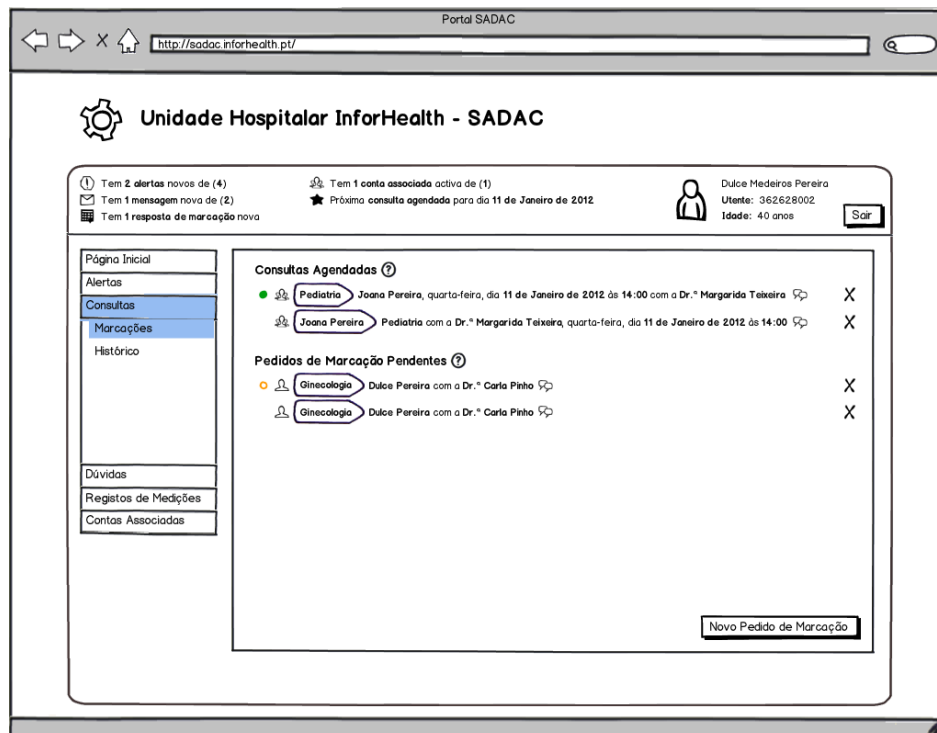 Portal SADAC
http://sadac.inforhealth.pt/
Unidade Hospitalar InforHealth - SADAC
Tem 2 alertas novos de (4)
Tem 1 mensagem nova de (2)
Tem 1 resposta de marcação nova
Tem 1 conta associada activa de (1)
Próxima consulta agendada para dia 11 de Janeiro de 2012
Dulce Medeiros Pereira
Utente: 362628002
Idade: 40 anos
Sair
Página Inicial
Alertas
Consultas
Marcações
Histórico
Dúvidas
Registos de Medições
Contas Associadas
Consultas Agendadas ?
Pediatria Joana Pereira, quarta-feira, dia 11 de Janeiro de 2012 às 14:00 com a Dr.ª Margarida Teixeira X
Joana Pereira Pediatria com a Dr.ª Margarida Teixeira, quarta-feira, dia 11 de Janeiro de 2012 às 14:00 X
Pedidos de Marcação Pendentes ?
Ginecologia Dulce Pereira com a Dr.ª Carla Pinho X
Ginecologia Dulce Pereira com a Dr.ª Carla Pinho X
Novo Pedido de Marcação